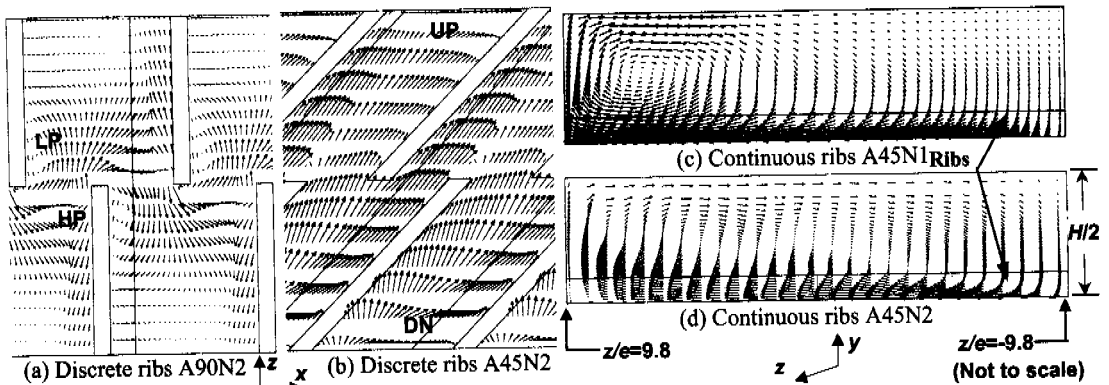 LP
HP
(a) Discrete ribs A90N2
z
x
UP
DN
(b) Discrete ribs A45N2
(c) Continuous ribs A45N1
Ribs
H/2
(d) Continuous ribs A45N2
z/e=9.8
z
y
z/e=-9.8
(Not to scale)